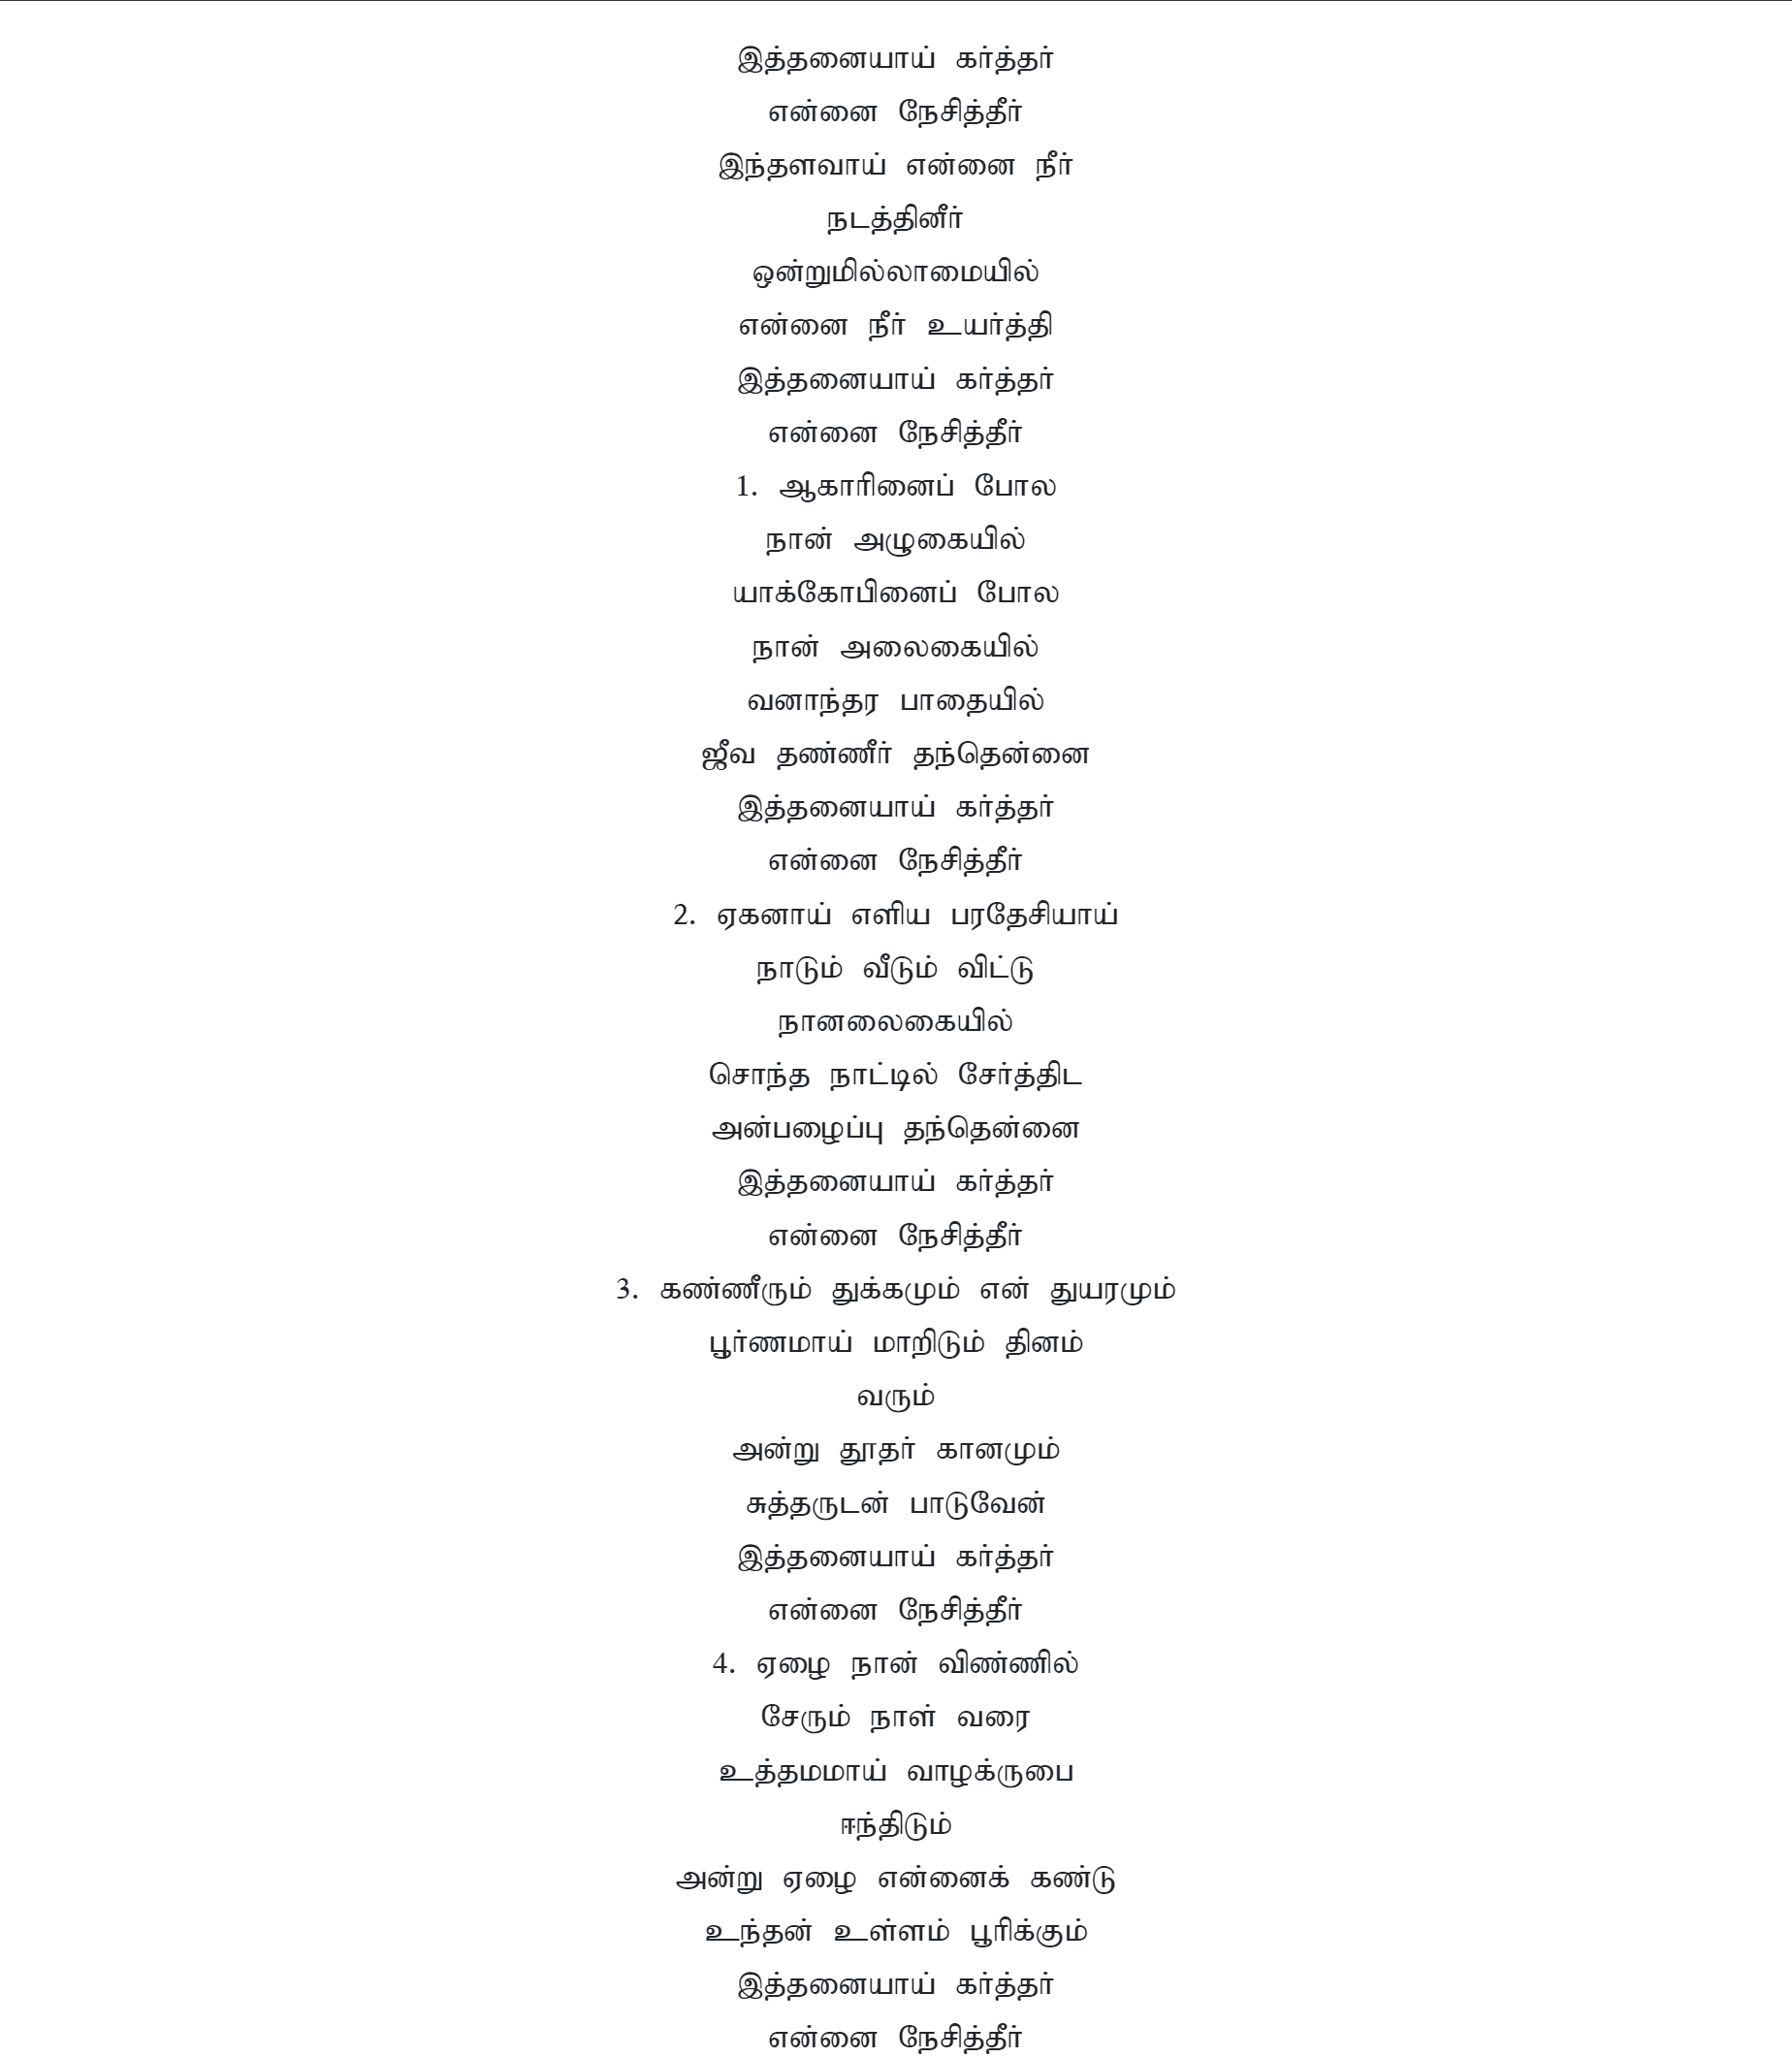 இத்தனையாய் கர்த்தர்
என்னை நேசித்தீர்
இந்தளவாய் என்னை நீர்
நடத்தினீர்
ஒன்றுமில்லாமையில்
என்னை நீர் உயர்த்தி
இத்தனையாய் கர்த்தர்
என்னை நேசித்தீர்
1. ஆகாரினைப் போல
நான் அழுகையில்
யாக்கோபினைப் போல
நான் அலைகையில்
வனாந்தர பாதையில்
ஜீவ தண்ணீர் தந்தென்னை
இத்தனையாய் கர்த்தர்
என்னை நேசித்தீர்
2. ஏகனாய் எளிய பரதேசியாய்
நாடும் வீடும் விட்டு
நானலைகையில்
சொந்த நாட்டில் சேர்த்திட
அன்பழைப்பு தந்தென்னை
இத்தனையாய் கர்த்தர்
என்னை நேசித்தீர்
3. கண்ணீரும் துக்கமும் என் துயரமும்
பூர்ணமாய் மாறிடும் தினம்
வரும்
அன்று தூதர் கானமும்
சுத்தருடன் பாடுவேன்
இத்தனையாய் கர்த்தர்
என்னை நேசித்தீர்
4. ஏழை நான் விண்ணில்
சேரும் நாள் வரை
உத்தமமாய் வாழக்ருபை
ஈந்திடும்
அன்று ஏழை என்னைக் கண்டு
உந்தன் உள்ளம் பூரிக்கும்
இத்தனையாய் கர்த்தர்
என்னை நேசித்தீர்